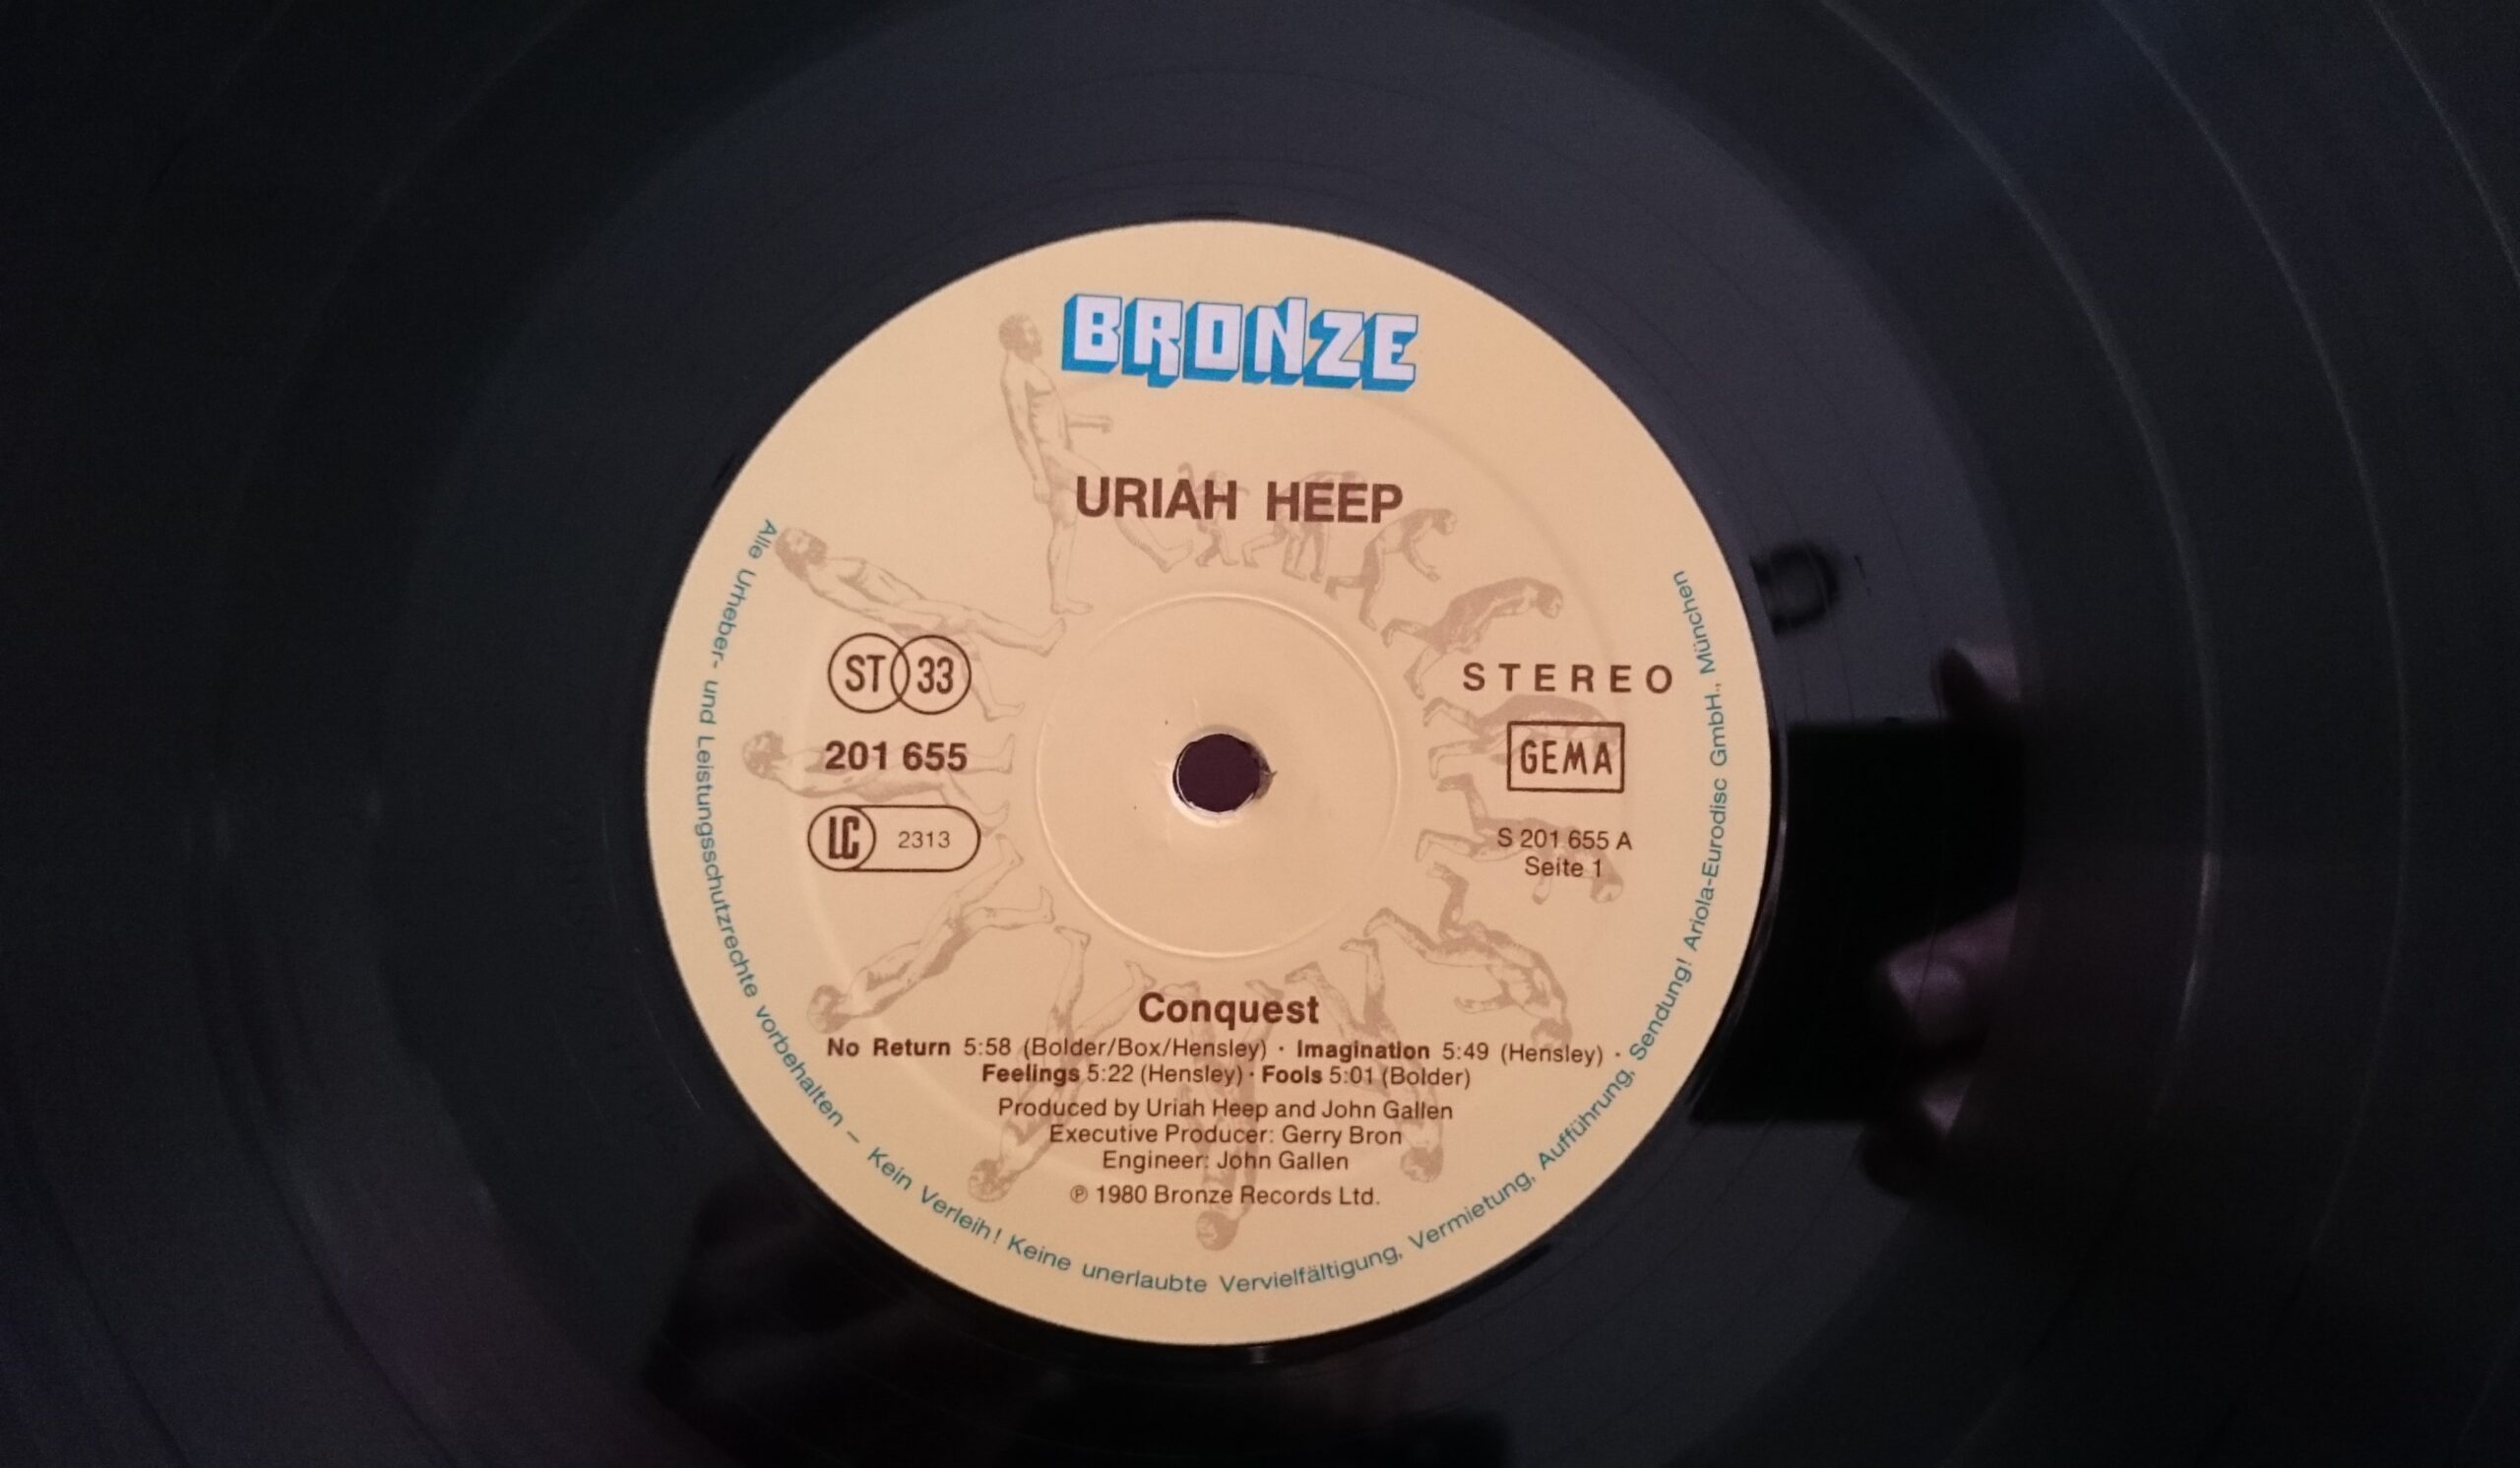 BRONZE
URIAH HEEP
ST 33
201 655
LC 2313
STEREO
GEMA
S 201 655 A
Seite 1
Conquest
No Return 5:58 (Bolder/Box/Hensley) · Imagination 5:49 (Hensley) ·
Feelings 5:22 (Hensley) · Fools 5:01 (Bolder)
Produced by Uriah Heep and John Gallen
Executive Producer: Gerry Bron
Engineer: John Gallen
℗ 1980 Bronze Records Ltd.
Alle Urheber- und Leistungsschutzrechte vorbehalten – Kein Verleih! Keine unerlaubte Vervielfältigung, Vermietung, Aufführung, Sendung! Ariola-Eurodisc GmbH., München